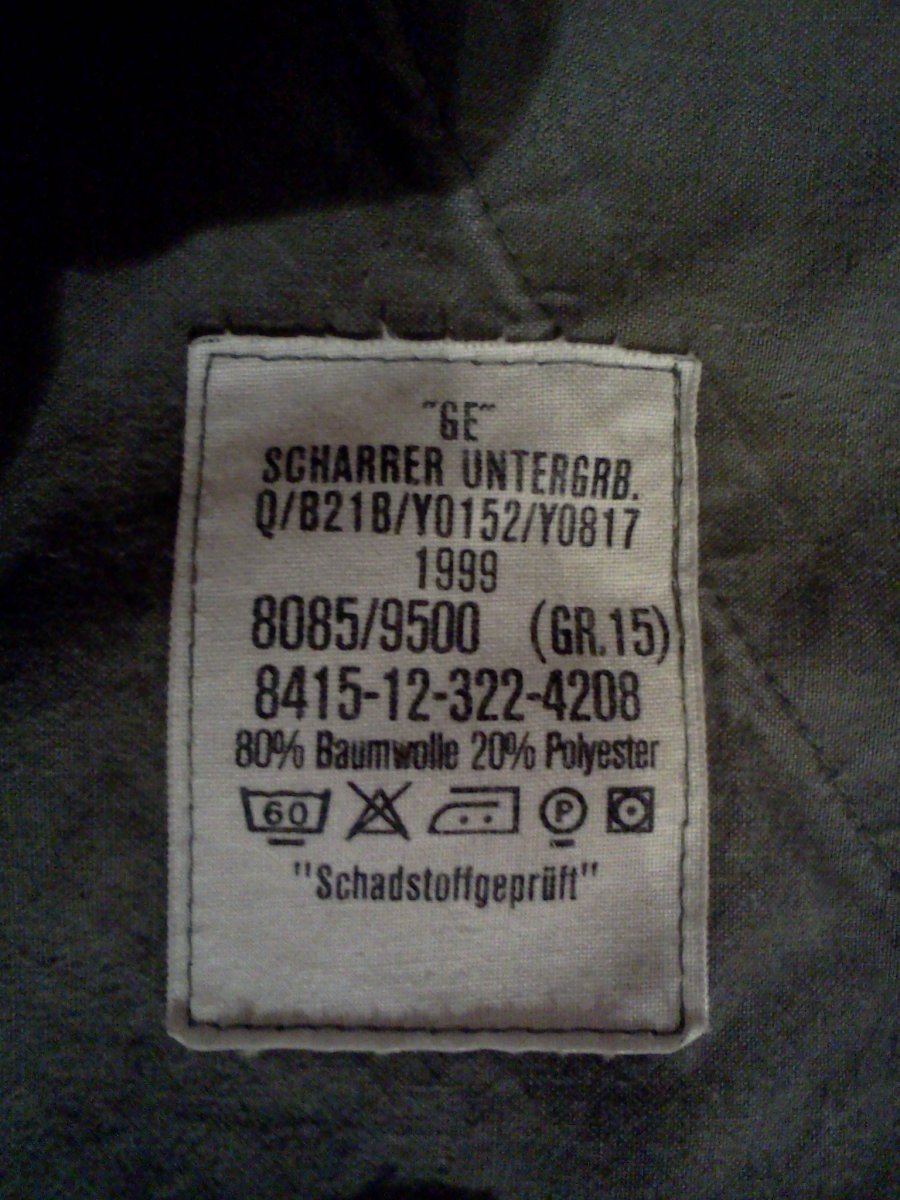 "GE"
SCHARRER UNTERGRB.
Q/B21B/Y0152/Y0817
1999
8085/9500 (GR.15)
8415-12-322-4208
80% Baumwolle 20% Polyester
60 P
"Schadstoffgeprüft"